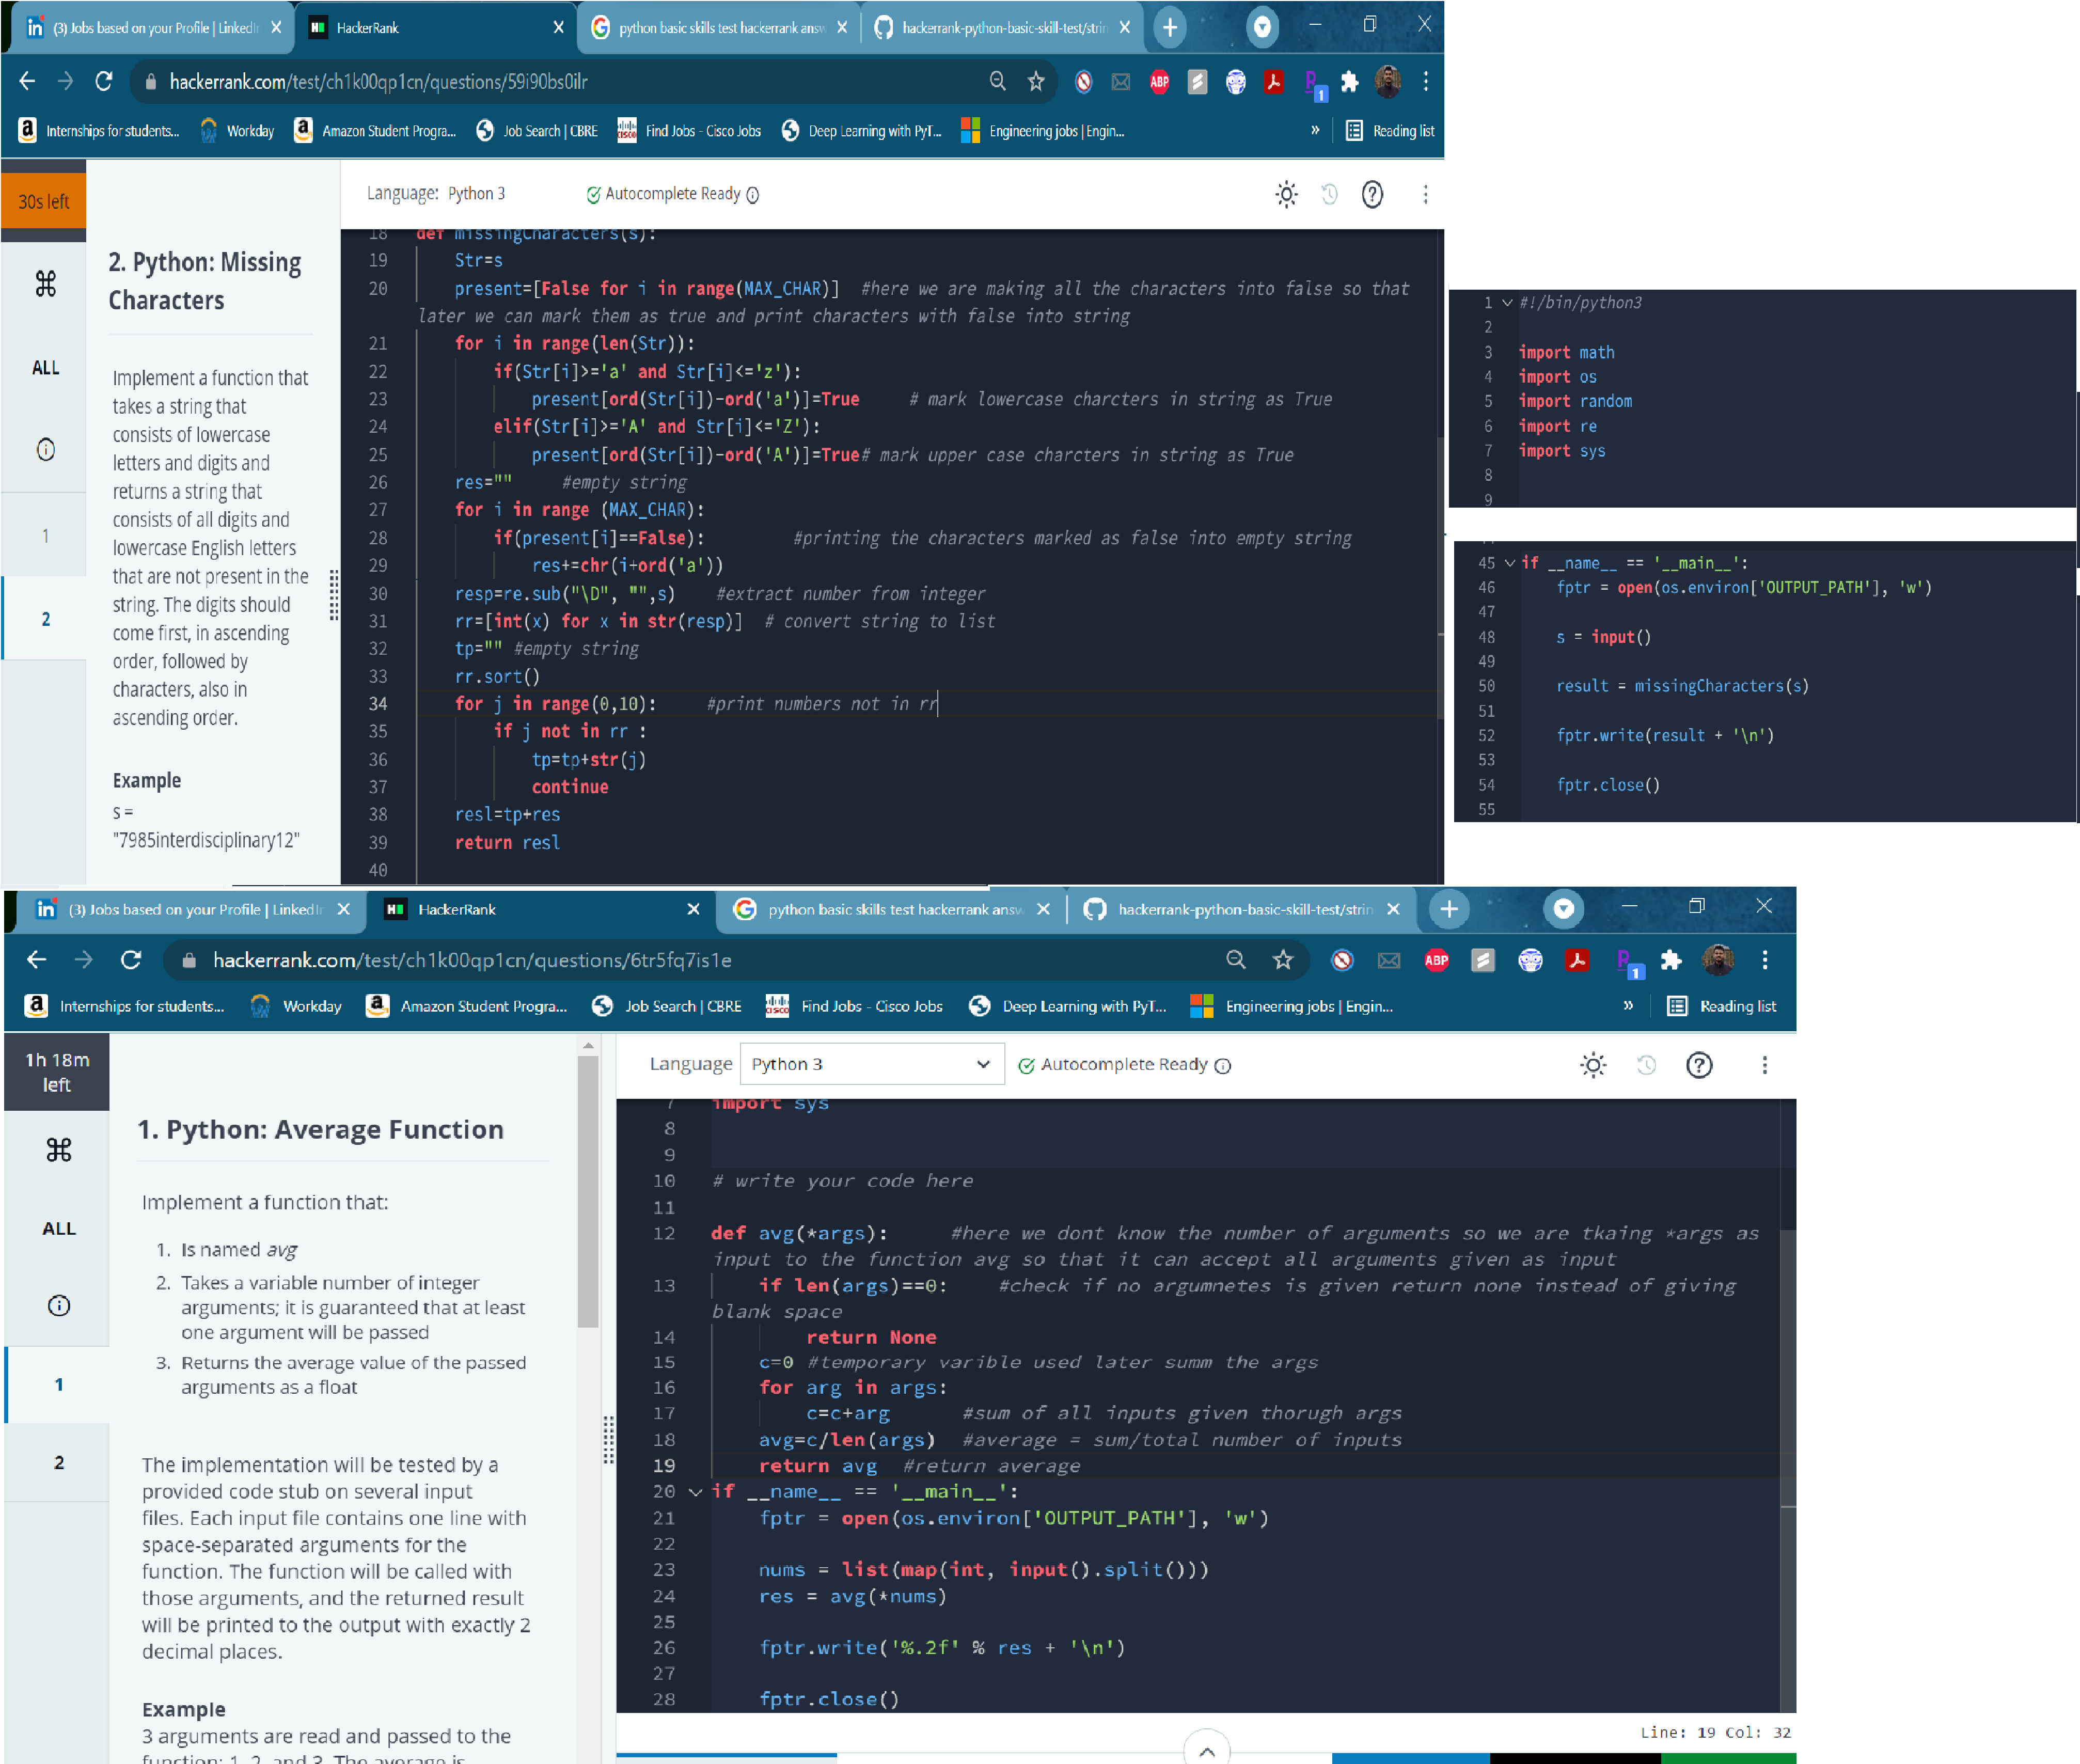 (3) Jobs based on your Profile | LinkedIn
HackerRank
python basic skills test hackerrank answ
hackerrank-python-basic-skill-test/strin
hackerrank.com/test/ch1k00qp1cn/questions/59i90bs0ilr
ABP
1
Internships for students...
Workday
Amazon Student Progra...
Job Search | CBRE
Find Jobs - Cisco Jobs
Deep Learning with PyT...
Engineering jobs | Engin...
»
Reading list
30s left
ALL
1
2
2. Python: Missing
Characters
Implement a function that
takes a string that
consists of lowercase
letters and digits and
returns a string that
consists of all digits and
lowercase English letters
that are not present in the
string. The digits should
come first, in ascending
order, followed by
characters, also in
ascending order.
Example
s =
"7985interdisciplinary12"
Language: Python 3
Autocomplete Ready
18 def missingCharacters(s):
19 Str=s
20 present=[False for i in range(MAX_CHAR)] #here we are making all the characters into false so that
later we can mark them as true and print characters with false into string
21 for i in range(len(Str)):
22 if(Str[i]>='a' and Str[i]<='z'):
23 present[ord(Str[i])-ord('a')]=True # mark lowercase charcters in string as True
24 elif(Str[i]>='A' and Str[i]<='Z'):
25 present[ord(Str[i])-ord('A')]=True# mark upper case charcters in string as True
26 res="" #empty string
27 for i in range (MAX_CHAR):
28 if(present[i]==False): #printing the characters marked as false into empty string
29 res+=chr(i+ord('a'))
30 resp=re.sub("\D", "",s) #extract number from integer
31 rr=[int(x) for x in str(resp)] # convert string to list
32 tp="" #empty string
33 rr.sort()
34 for j in range(0,10): #print numbers not in rr
35 if j not in rr :
36 tp=tp+str(j)
37 continue
38 resl=tp+res
39 return resl
40
1 #!/bin/python3
2
3 import math
4 import os
5 import random
6 import re
7 import sys
8
9
45 if __name__ == '__main__':
46 fptr = open(os.environ['OUTPUT_PATH'], 'w')
47
48 s = input()
49
50 result = missingCharacters(s)
51
52 fptr.write(result + '\n')
53
54 fptr.close()
55
(3) Jobs based on your Profile | LinkedIn
HackerRank
python basic skills test hackerrank answ
hackerrank-python-basic-skill-test/strin
hackerrank.com/test/ch1k00qp1cn/questions/6tr5fq7is1e
ABP
1
Internships for students...
Workday
Amazon Student Progra...
Job Search | CBRE
Find Jobs - Cisco Jobs
Deep Learning with PyT...
Engineering jobs | Engin...
»
Reading list
1h 18m
left
ALL
1
2
1. Python: Average Function
Implement a function that:
1. Is named avg
2. Takes a variable number of integer
arguments; it is guaranteed that at least
one argument will be passed
3. Returns the average value of the passed
arguments as a float
The implementation will be tested by a
provided code stub on several input
files. Each input file contains one line with
space-separated arguments for the
function. The function will be called with
those arguments, and the returned result
will be printed to the output with exactly 2
decimal places.
Example
3 arguments are read and passed to the
function: 1, 2, and 3. The average is
Language Python 3
Autocomplete Ready
7 import sys
8
9
10 # write your code here
11
12 def avg(*args): #here we dont know the number of arguments so we are tkaing *args as
input to the function avg so that it can accept all arguments given as input
13 if len(args)==0: #check if no argumnetes is given return none instead of giving
blank space
14 return None
15 c=0 #temporary varible used later summ the args
16 for arg in args:
17 c=c+arg #sum of all inputs given thorugh args
18 avg=c/len(args) #average = sum/total number of inputs
19 return avg #return average
20 if __name__ == '__main__':
21 fptr = open(os.environ['OUTPUT_PATH'], 'w')
22
23 nums = list(map(int, input().split()))
24 res = avg(*nums)
25
26 fptr.write('%.2f' % res + '\n')
27
28 fptr.close()
Line: 19 Col: 32